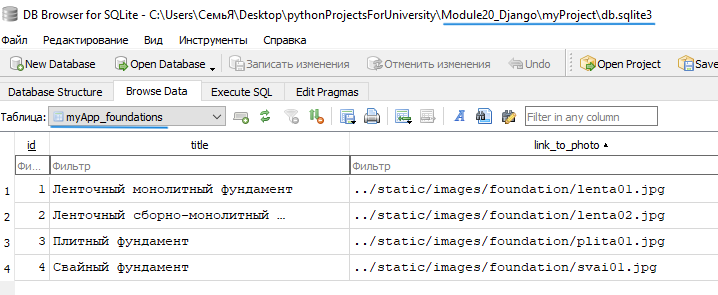 DB Browser for SQLite - C:\Users\СемьЯ\Desktop\pythonProjectsForUniversity\Module20_Django\myProject\db.sqlite3
Файл Редактирование Вид Инструменты Справка
New Database Open Database Записать изменения Отменить изменения Undo Open Project Save
Database Structure Browse Data Execute SQL Edit Pragmas
Таблица: myApp_foundations Filter in any column
id title link_to_photo
Фи... Фильтр Фильтр
1 1 Ленточный монолитный фундамент ../static/images/foundation/lenta01.jpg
2 2 Ленточный сборно-монолитный … ../static/images/foundation/lenta02.jpg
3 3 Плитный фундамент ../static/images/foundation/plita01.jpg
4 4 Свайный фундамент ../static/images/foundation/svai01.jpg